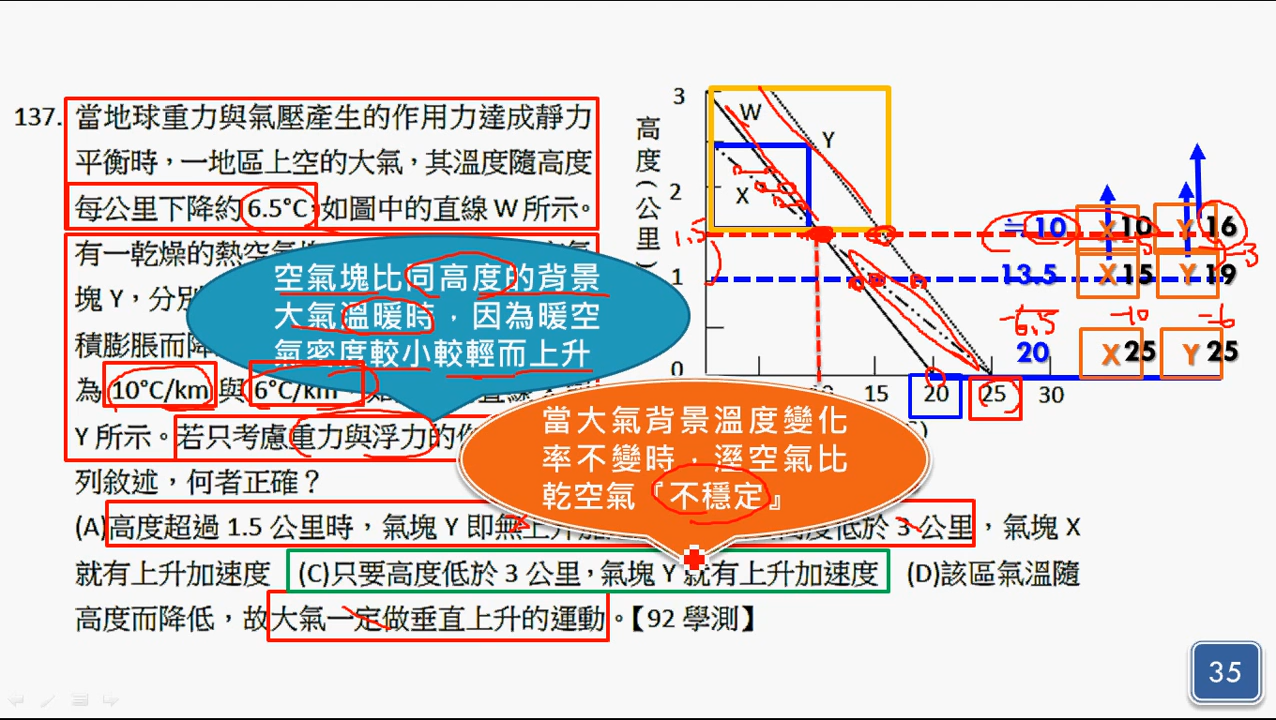 137. 當地球重力與氣壓產生的作用力達成靜力
平衡時，一地區上空的大氣，其溫度隨高度
每公里下降約 6.5°C，如圖中的直線 W 所示。
有一乾燥的熱空氣
塊 Y，分別
積膨脹而降
為 10°C/km 與 6°C/km
Y 所示。若只考慮重力與浮力的作
列敘述，何者正確？
(A)高度超過 1.5 公里時，氣塊 Y 即無上升加 高度低於 3 公里，氣塊 X
就有上升加速度 (C)只要高度低於 3 公里，氣塊 Y 就有上升加速度 (D)該區氣溫隨
高度而降低，故大氣一定做垂直上升的運動。【92 學測】
空氣塊比同高度的背景
大氣溫暖時，因為暖空
氣密度較小較輕而上升
當大氣背景溫度變化
率不變時，溼空氣比
乾空氣『不穩定』
高度(公里)
3
2
1.5
1
0
W
X
Y
10 15 20 25 30
≒10 X10 Y 16
-3
13.5 X15 Y 19
-6.5 -10 -6
20 X 25 Y 25
35